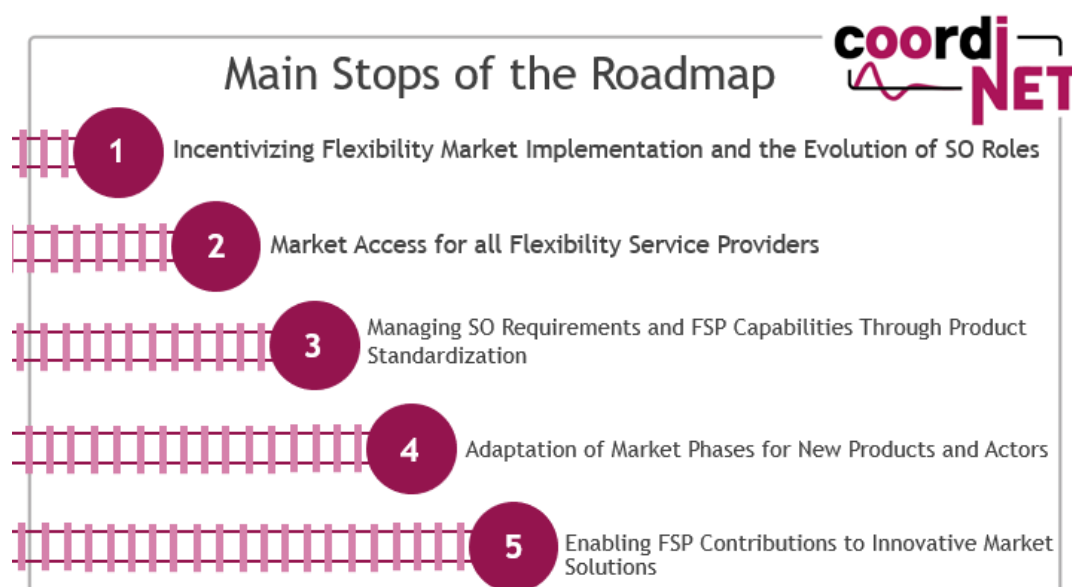 coordi
NET
Main Stops of the Roadmap
1
Incentivizing Flexibility Market Implementation and the Evolution of SO Roles
2
Market Access for all Flexibility Service Providers
3
Managing SO Requirements and FSP Capabilities Through Product
Standardization
4
Adaptation of Market Phases for New Products and Actors
5
Enabling FSP Contributions to Innovative Market
Solutions